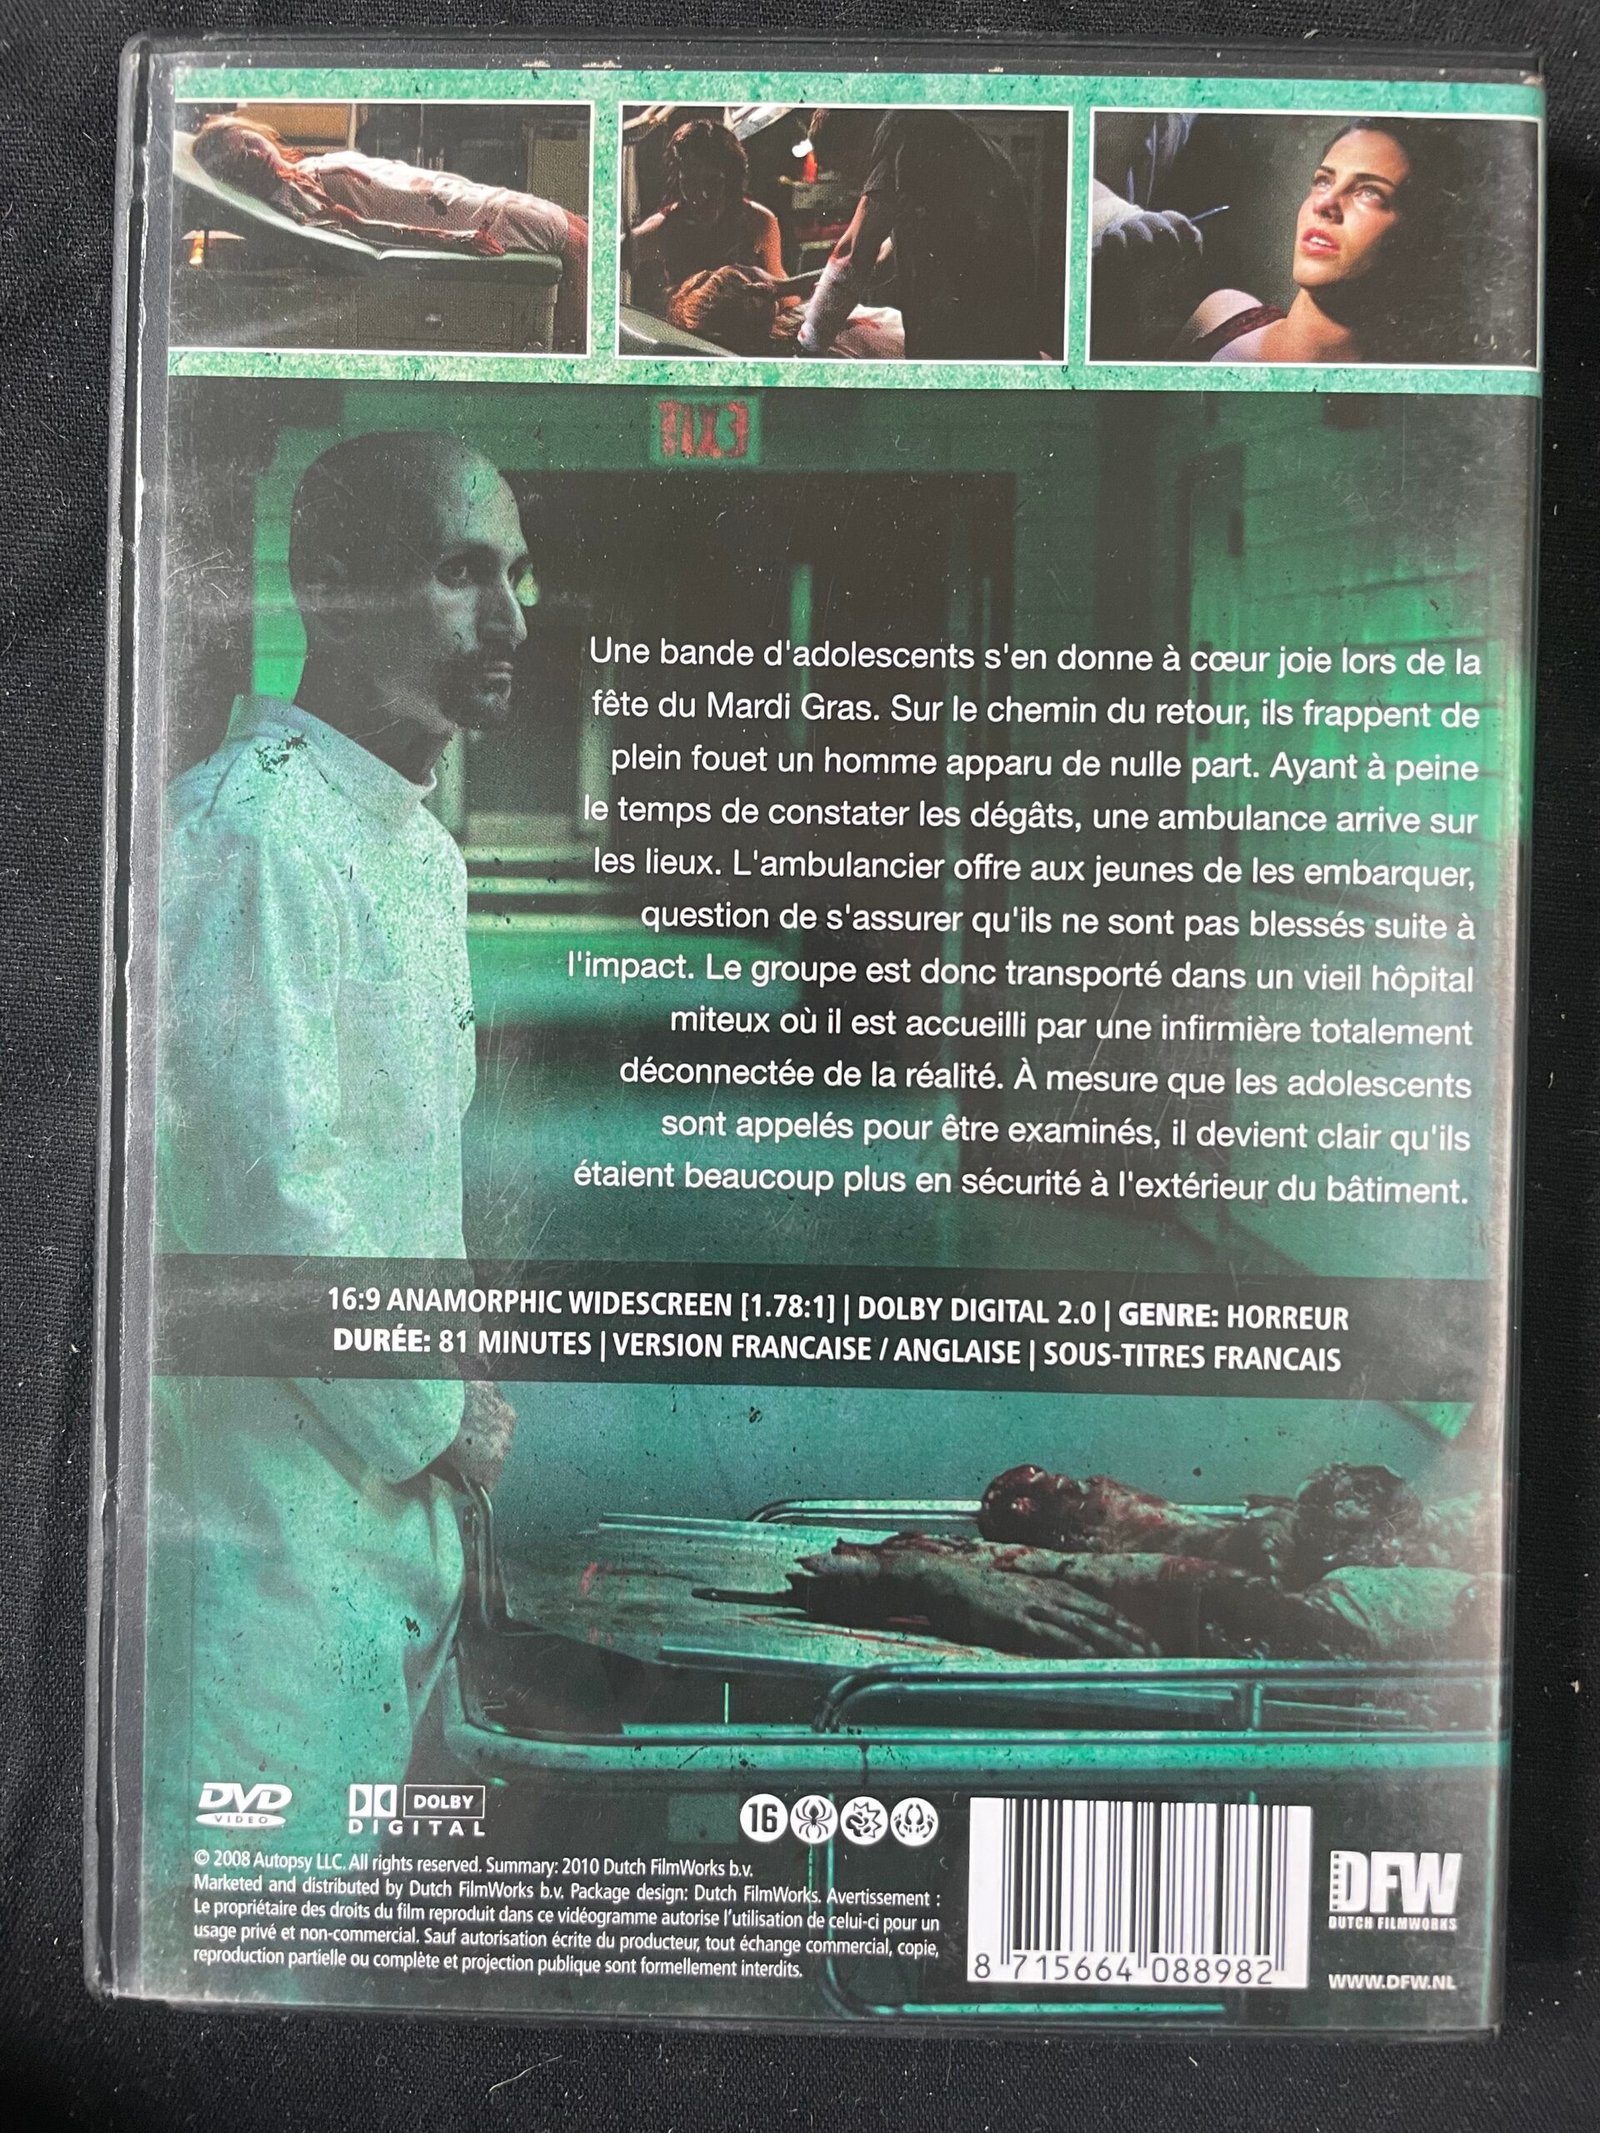 EXIT
Une bande d'adolescents s'en donne à cœur joie lors de la
fête du Mardi Gras. Sur le chemin du retour, ils frappent de
plein fouet un homme apparu de nulle part. Ayant à peine
le temps de constater les dégâts, une ambulance arrive sur
les lieux. L'ambulancier offre aux jeunes de les embarquer,
question de s'assurer qu'ils ne sont pas blessés suite à
l'impact. Le groupe est donc transporté dans un vieil hôpital
miteux où il est accueilli par une infirmière totalement
déconnectée de la réalité. À mesure que les adolescents
sont appelés pour être examinés, il devient clair qu'ils
étaient beaucoup plus en sécurité à l'extérieur du bâtiment.
16:9 ANAMORPHIC WIDESCREEN [1.78:1] | DOLBY DIGITAL 2.0 | GENRE: HORREUR
DURÉE: 81 MINUTES | VERSION FRANCAISE / ANGLAISE | SOUS-TITRES FRANCAIS
DVD
VIDEO
DOLBY
DIGITAL
16
© 2008 Autopsy LLC. All rights reserved. Summary: 2010 Dutch FilmWorks b.v.
Marketed and distributed by Dutch FilmWorks b.v. Package design: Dutch FilmWorks. Avertissement :
Le propriétaire des droits du film reproduit dans ce vidéogramme autorise l'utilisation de celui-ci pour un
usage privé et non-commercial. Sauf autorisation écrite du producteur, tout échange commercial, copie,
reproduction partielle ou complète et projection publique sont formellement interdits.
8 715664 088982
DFW
DUTCH FILMWORKS
WWW.DFW.NL